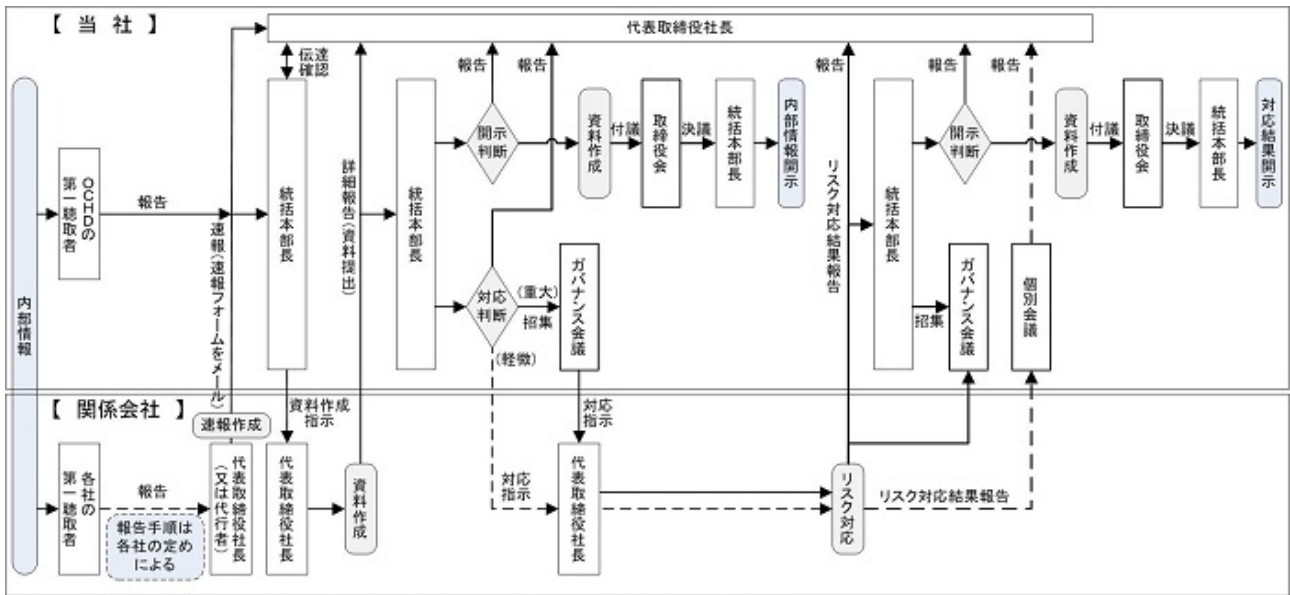 【 当 社 】
代表取締役社長
内部情報
OCHDの
第一聴取者
報告
速報(速報フォームをメール)
伝達
確認
統括本部長
詳細報告(資料提出)
統括本部長
報告
開示
判断
報告
対応
判断
(重大)
招集
(軽微)
ガバナンス会議
資料作成
付議
取締役会
決議
統括本部長
内部情報開示
報告
リスク対応結果報告
統括本部長
報告
開示
判断
招集
ガバナンス会議
報告
個別会議
資料作成
付議
取締役会
決議
統括本部長
対応結果開示
【 関係会社 】
各社の
第一聴取者
報告
報告手順は
各社の定め
による
速報作成
代表取締役社長
(又は代行者)
資料作成
指示
代表取締役社長
資料作成
対応
指示
対応
指示
代表取締役社長
リスク対応
リスク対応結果報告